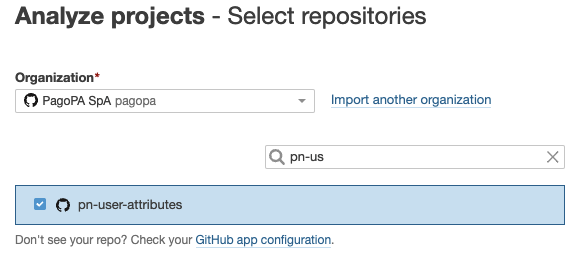 Analyze projects - Select repositories
Organization*
PagoPA SpA pagopa
Import another organization
pn-us
pn-user-attributes
Don't see your repo? Check your GitHub app configuration.